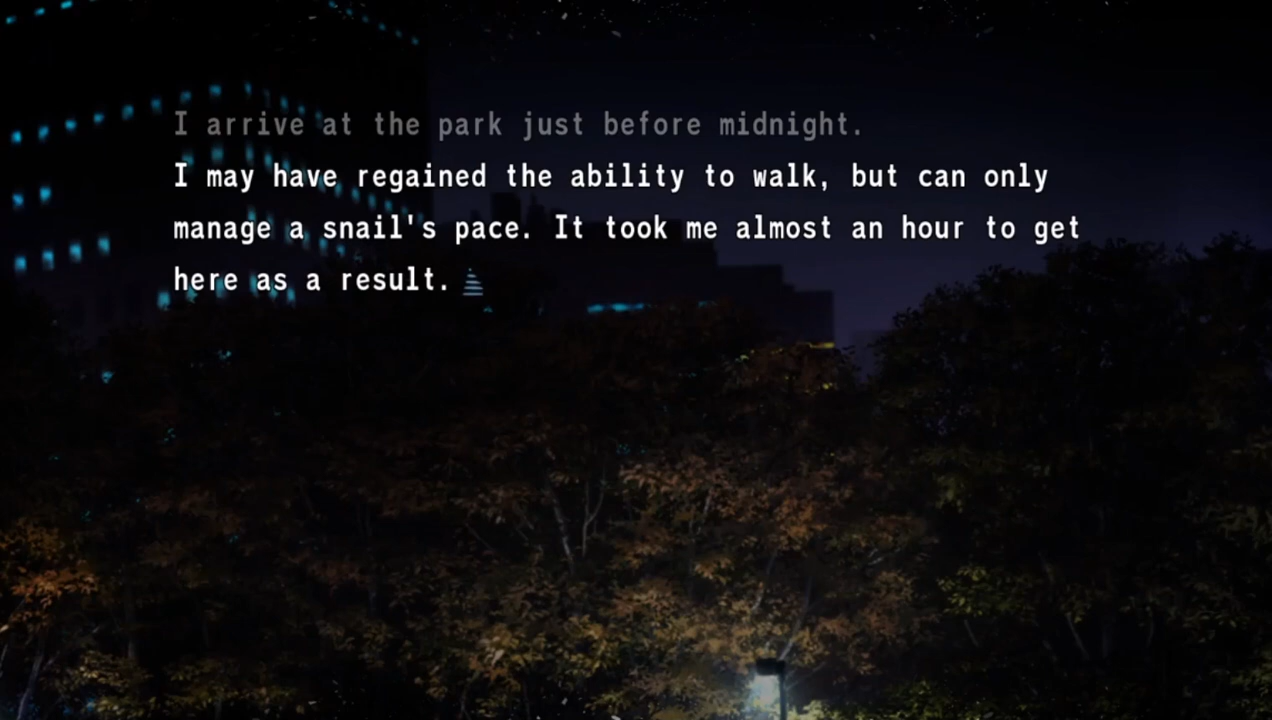 I arrive at the park just before midnight.
I may have regained the ability to walk, but can only
manage a snail's pace. It took me almost an hour to get
here as a result.